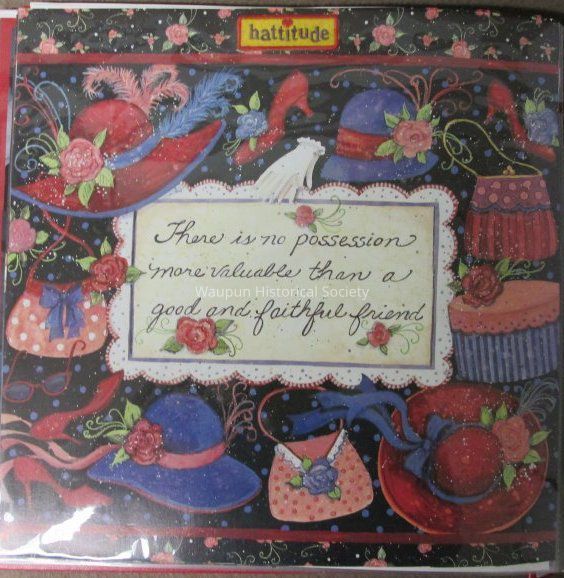 hattitude
There is no possession
more valuable than a
Waupun Historical Society
good and faithful friend